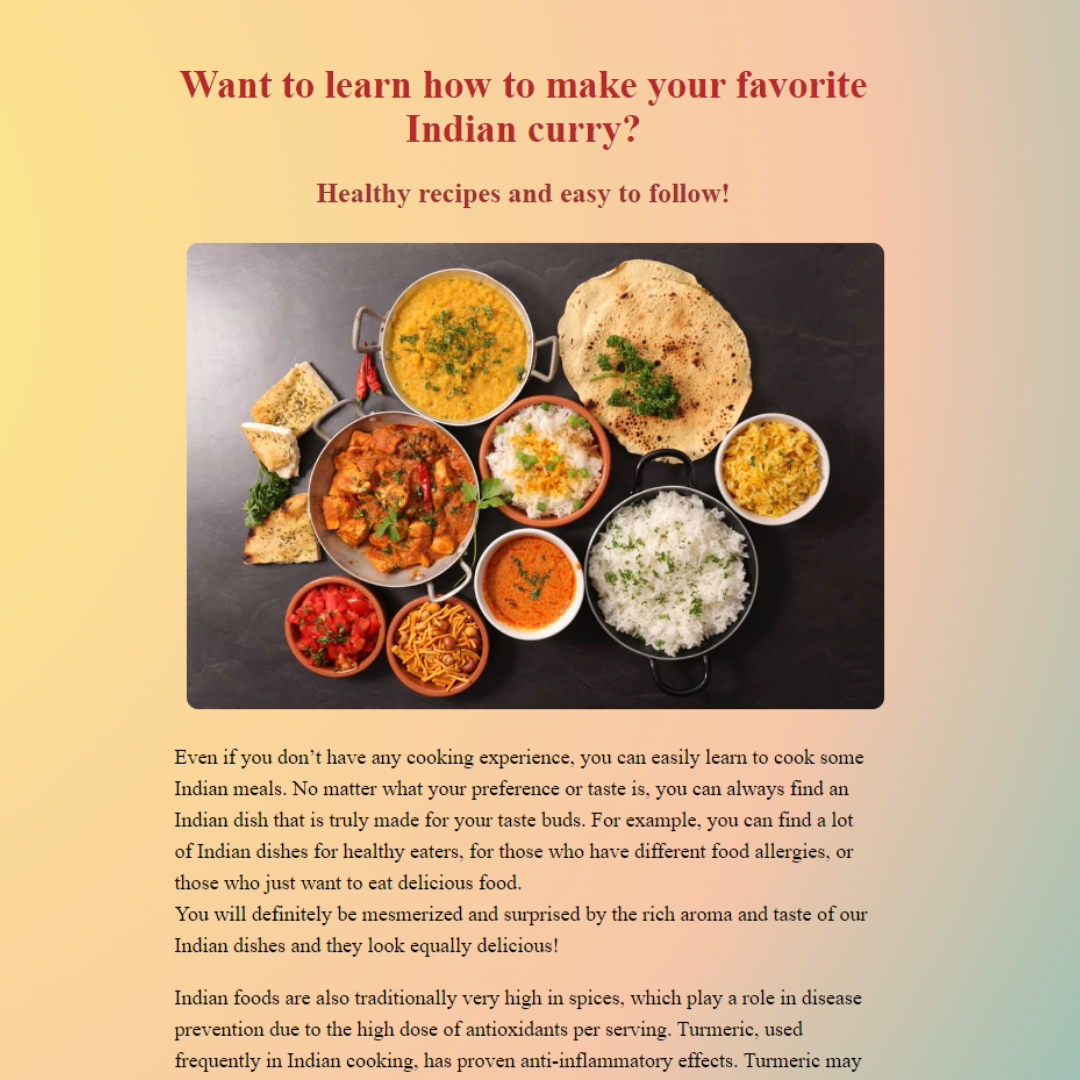 Want to learn how to make your favorite
Indian curry?
Healthy recipes and easy to follow!
Even if you don’t have any cooking experience, you can easily learn to cook some
Indian meals. No matter what your preference or taste is, you can always find an
Indian dish that is truly made for your taste buds. For example, you can find a lot
of Indian dishes for healthy eaters, for those who have different food allergies, or
those who just want to eat delicious food.
You will definitely be mesmerized and surprised by the rich aroma and taste of our
Indian dishes and they look equally delicious!
Indian foods are also traditionally very high in spices, which play a role in disease
prevention due to the high dose of antioxidants per serving. Turmeric, used
frequently in Indian cooking, has proven anti-inflammatory effects. Turmeric may